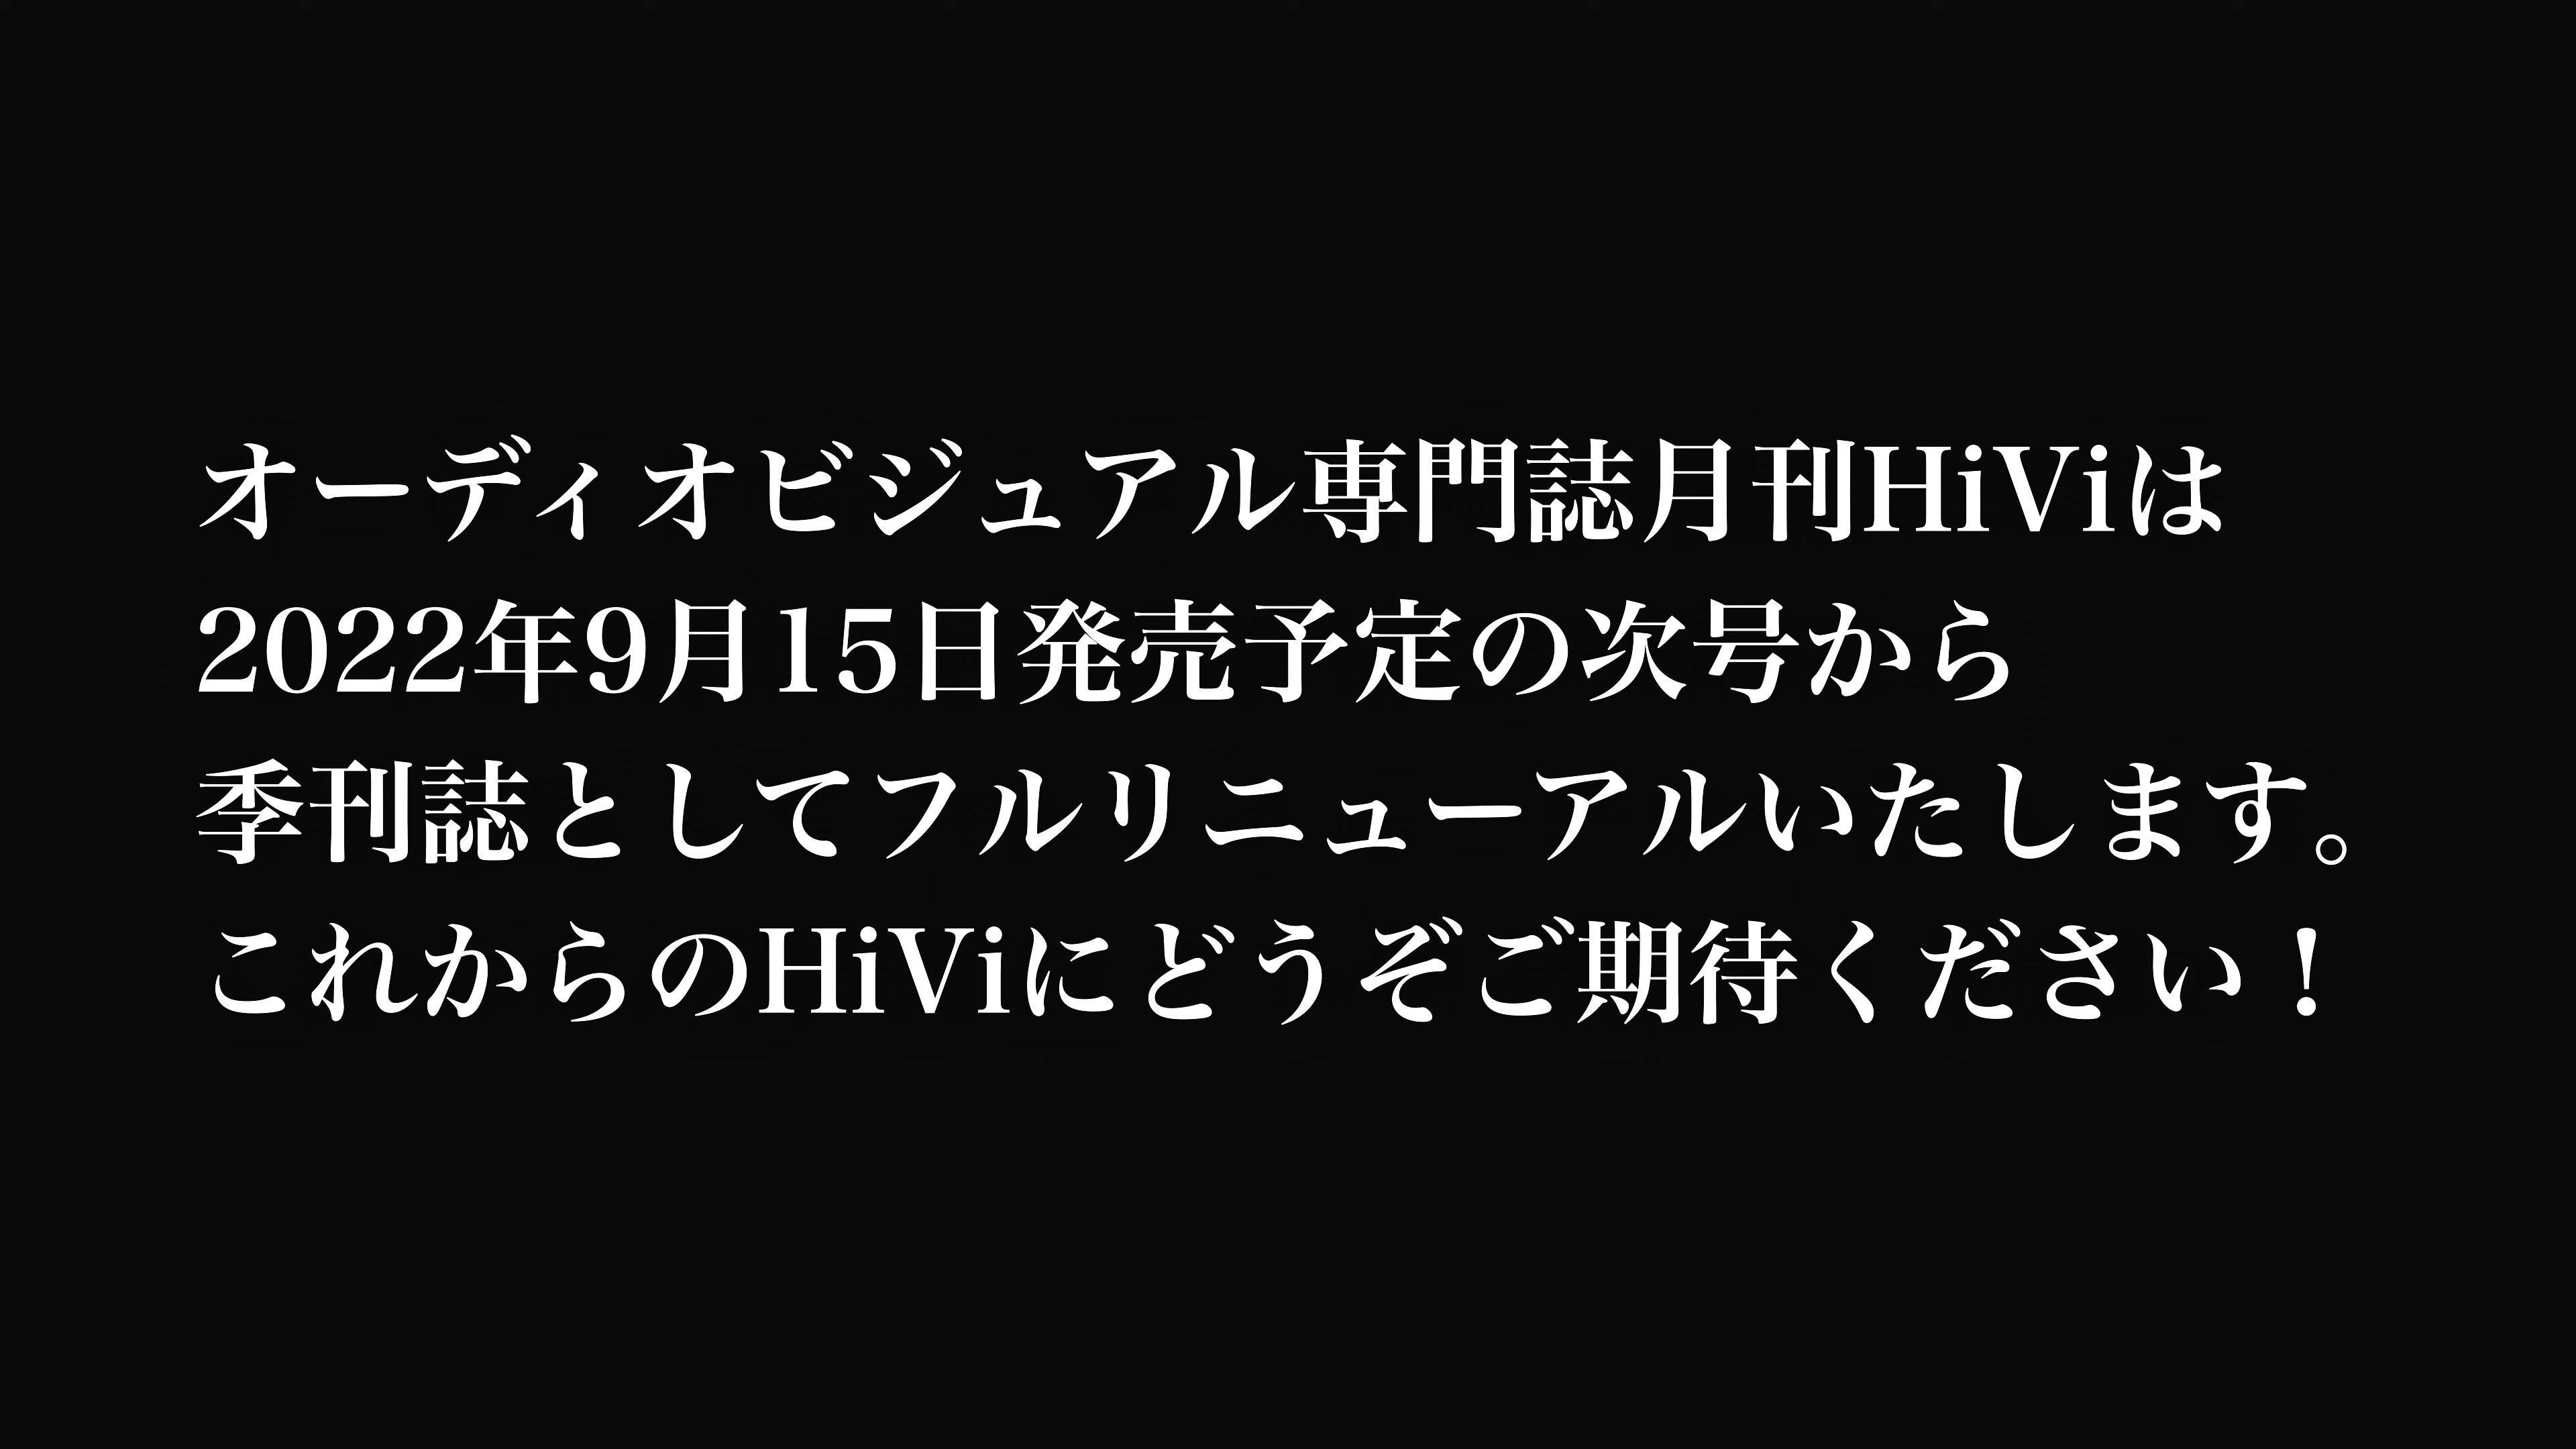 オーディオビジュアル専門誌月刊HiViは
2022年9月15日発売予定の次号から
季刊誌としてフルリニューアルいたします。
これからのHiViにどうぞご期待ください！